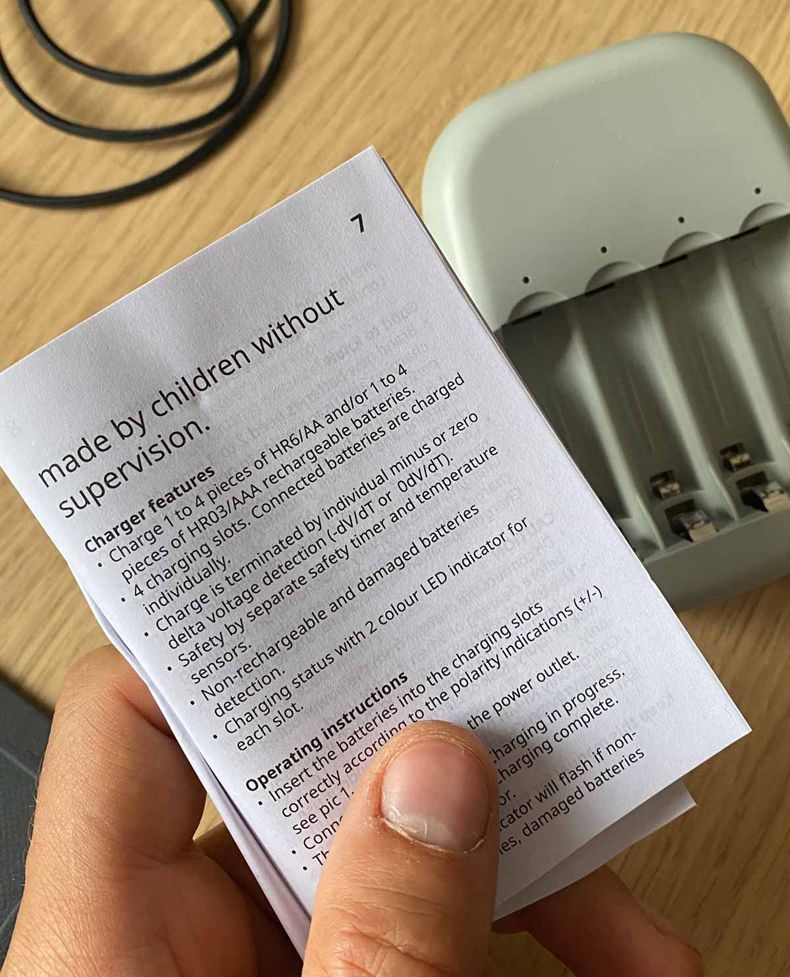 7
made by children without
supervision.
Charger features
• Charge 1 to 4 pieces of HR6/AA and/or 1 to 4
pieces of HR03/AAA rechargeable batteries.
• 4 charging slots. Connected batteries are charged
individually.
• Charge is terminated by individual minus or zero
delta voltage detection (-dV/dT or 0dV/dT).
• Safety by separate safety timer and temperature
sensors.
• Non-rechargeable and damaged batteries
detection.
• Charging status with 2 colour LED indicator for
each slot.
Operating instructions
• Insert the batteries into the charging slots
correctly according to the polarity indications (+/-)
see pic 1.
• the power outlet.
• charging in progress.
charging complete.
will flash if non-
damaged batteries